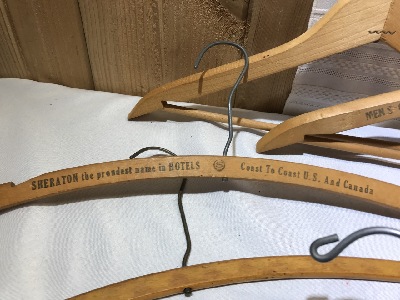 SHERATON the proudest name in HOTELS Coast To Coast U.S. And Canada
MEN'S